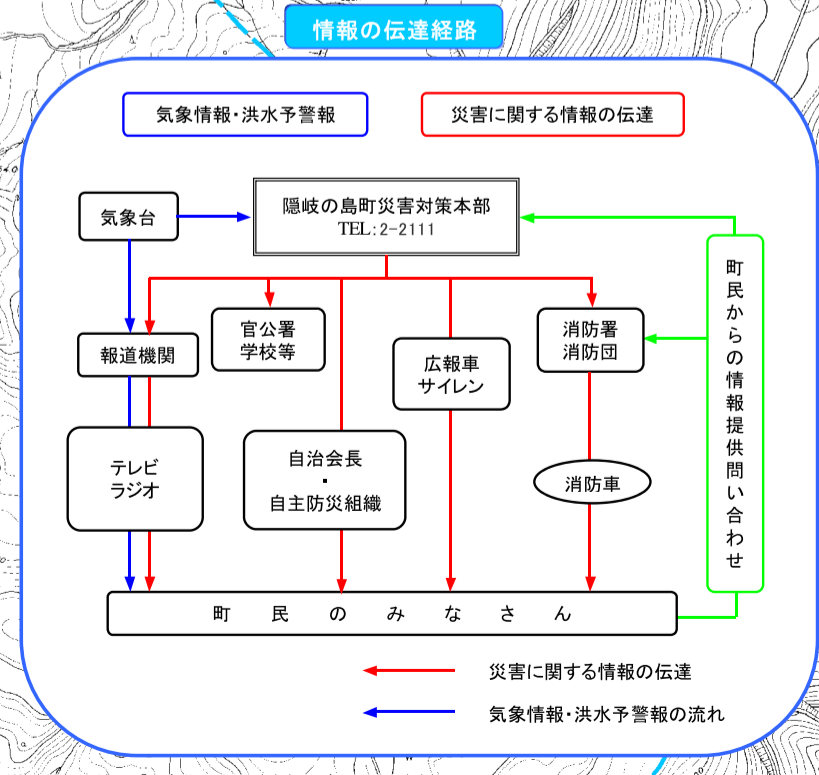 情報の伝達経路
気象情報・洪水予警報
災害に関する情報の伝達
気象台
隠岐の島町災害対策本部
TEL:2-2111
町民からの情報提供問い合わせ
官公署
学校等
消防署
消防団
報道機関
広報車
サイレン
テレビ
ラジオ
自治会長
・
自主防災組織
消防車
町民のみなさん
災害に関する情報の伝達
気象情報・洪水予警報の流れ
W